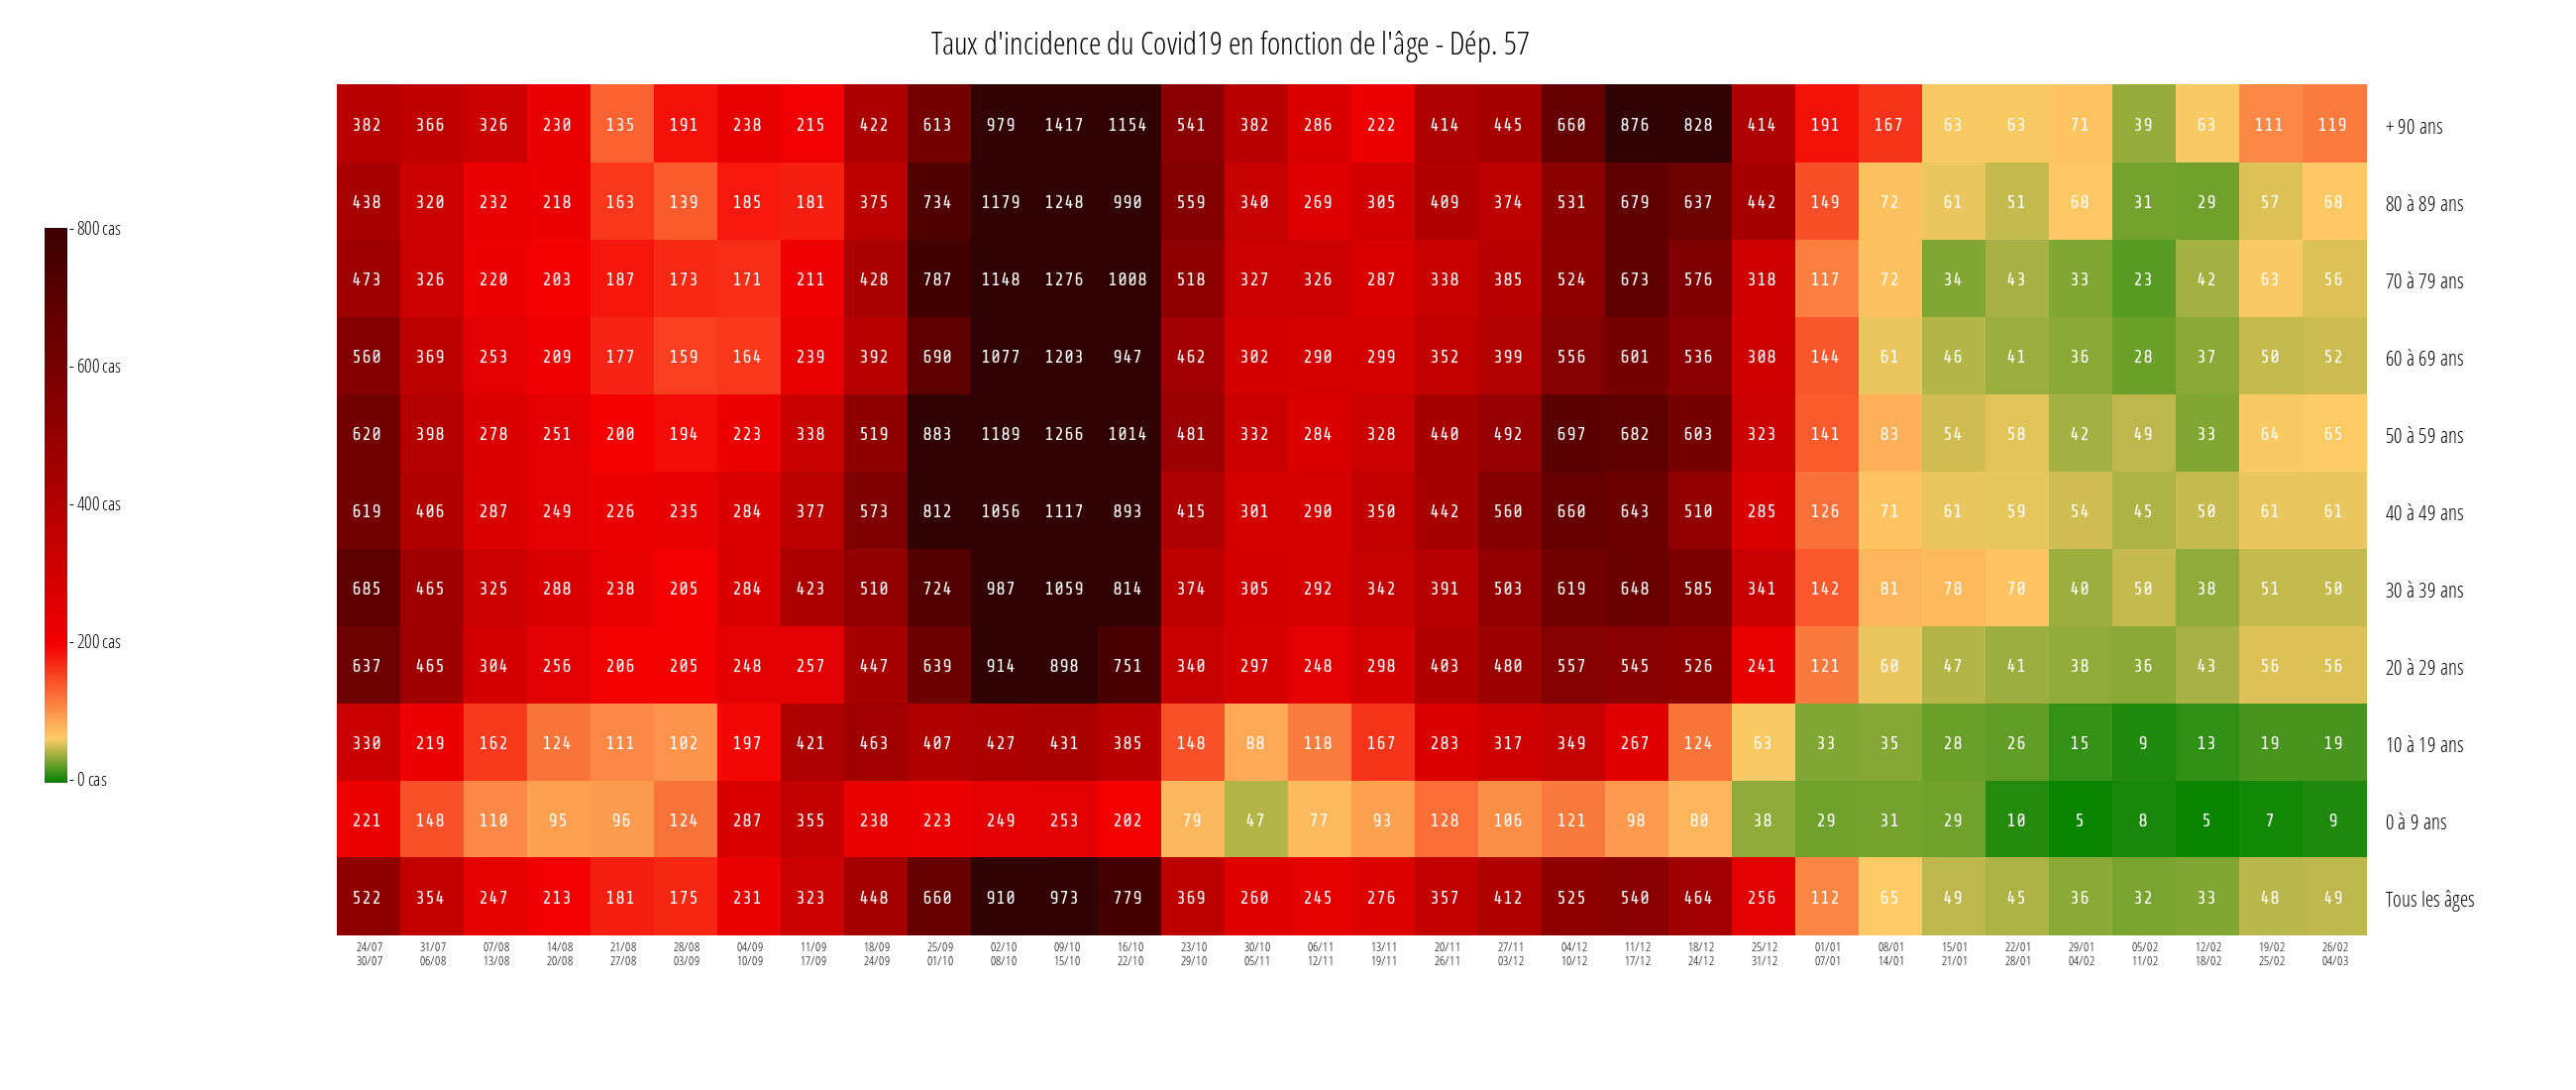 Taux d'incidence du Covid19 en fonction de l'âge - Dép. 57
- 800 cas
- 600 cas
- 400 cas
- 200 cas
- 0 cas
382 366 326 230 135 191 238 215 422 613 979 1417 1154 541 382 286 222 414 445 660 876 828 414 191 167 63 63 71 39 63 111 119 + 90 ans
438 320 232 218 163 139 185 181 375 734 1179 1248 990 559 340 269 305 409 374 531 679 637 442 149 72 61 51 68 31 29 57 68 80 à 89 ans
473 326 220 203 187 173 171 211 428 787 1148 1276 1008 518 327 326 287 338 385 524 673 576 318 117 72 34 43 33 23 42 63 56 70 à 79 ans
560 369 253 209 177 159 164 239 392 690 1077 1203 947 462 302 290 299 352 399 556 601 536 308 144 61 46 41 36 28 37 50 52 60 à 69 ans
620 398 278 251 200 194 223 338 519 883 1189 1266 1014 481 332 284 328 440 492 697 682 603 323 141 83 54 58 42 49 33 64 65 50 à 59 ans
619 406 287 249 226 235 284 377 573 812 1056 1117 893 415 301 290 350 442 560 660 643 510 285 126 71 61 59 54 45 50 61 61 40 à 49 ans
685 465 325 288 238 205 284 423 510 724 987 1059 814 374 305 292 342 391 503 619 648 585 341 142 81 78 70 40 50 38 51 50 30 à 39 ans
637 465 304 256 206 205 248 257 447 639 914 898 751 340 297 248 298 403 480 557 545 526 241 121 60 47 41 38 36 43 56 56 20 à 29 ans
330 219 162 124 111 102 197 421 463 407 427 431 385 148 88 118 167 283 317 349 267 124 63 33 35 28 26 15 9 13 19 19 10 à 19 ans
221 148 110 95 96 124 287 355 238 223 249 253 202 79 47 77 93 128 106 121 98 80 38 29 31 29 10 5 8 5 7 9 0 à 9 ans
522 354 247 213 181 175 231 323 448 660 910 973 779 369 260 245 276 357 412 525 540 464 256 112 65 49 45 36 32 33 48 49 Tous les âges
24/07 31/07 07/08 14/08 21/08 28/08 04/09 11/09 18/09 25/09 02/10 09/10 16/10 23/10 30/10 06/11 13/11 20/11 27/11 04/12 11/12 18/12 25/12 01/01 08/01 15/01 22/01 29/01 05/02 12/02 19/02 26/02
30/07 06/08 13/08 20/08 27/08 03/09 10/09 17/09 24/09 01/10 08/10 15/10 22/10 29/10 05/11 12/11 19/11 26/11 03/12 10/12 17/12 24/12 31/12 07/01 14/01 21/01 28/01 04/02 11/02 18/02 25/02 04/03